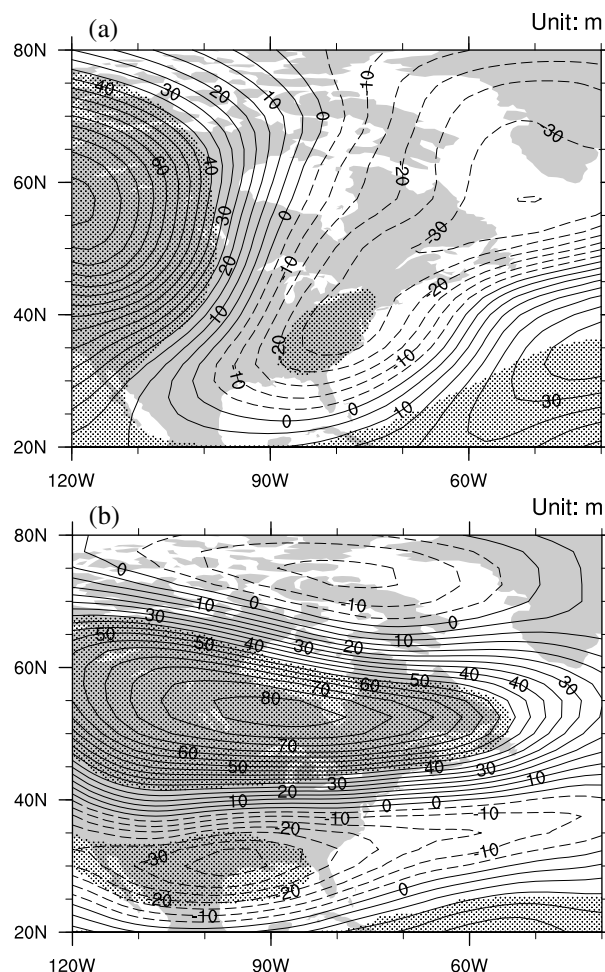 (a) Unit: m
80N
40 30 20 10 0 -10
-30
60N
60 40 -20
30 0 -30
20 -10
-20
40N
10
-20 -10
-10
30
0 0 10
20N
120W 90W 60W
(b) Unit: m
80N
0
-10
30 10 0 -10 0
50 50 40 30 20 10
60N
70 60 50 40 40 30
80
60 70
50 40 30
20 30 10
40N
10 0 0
-20 -10 -10
-30 -10
-20 -20 0
-10
20N
120W 90W 60W